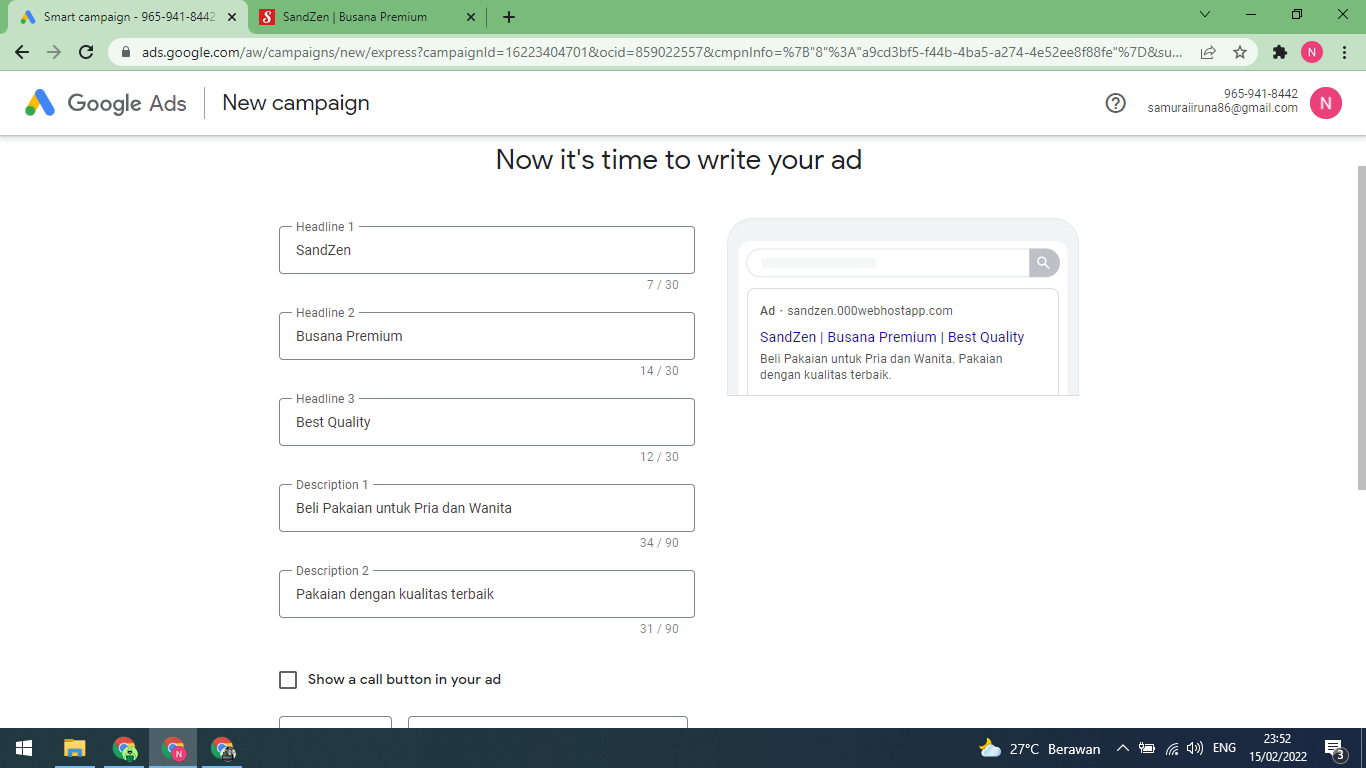 Smart campaign - 965-941-8442
SandZen | Busana Premium
ads.google.com/aw/campaigns/new/express?campaignId=16223404701&ocid=859022557&cmpnInfo=%7B"8"%3A"a9cd3bf5-f44b-4ba5-a274-4e52ee8f88fe"%7D&su...
N
Google Ads
New campaign
965-941-8442
samuraiiruna86@gmail.com
N
Now it's time to write your ad
Headline 1
SandZen
7 / 30
Headline 2
Busana Premium
14 / 30
Headline 3
Best Quality
12 / 30
Description 1
Beli Pakaian untuk Pria dan Wanita
34 / 90
Description 2
Pakaian dengan kualitas terbaik
31 / 90
Show a call button in your ad
Ad · sandzen.000webhostapp.com
SandZen | Busana Premium | Best Quality
Beli Pakaian untuk Pria dan Wanita. Pakaian
dengan kualitas terbaik.
27°C Berawan
ENG
23:52
15/02/2022
3